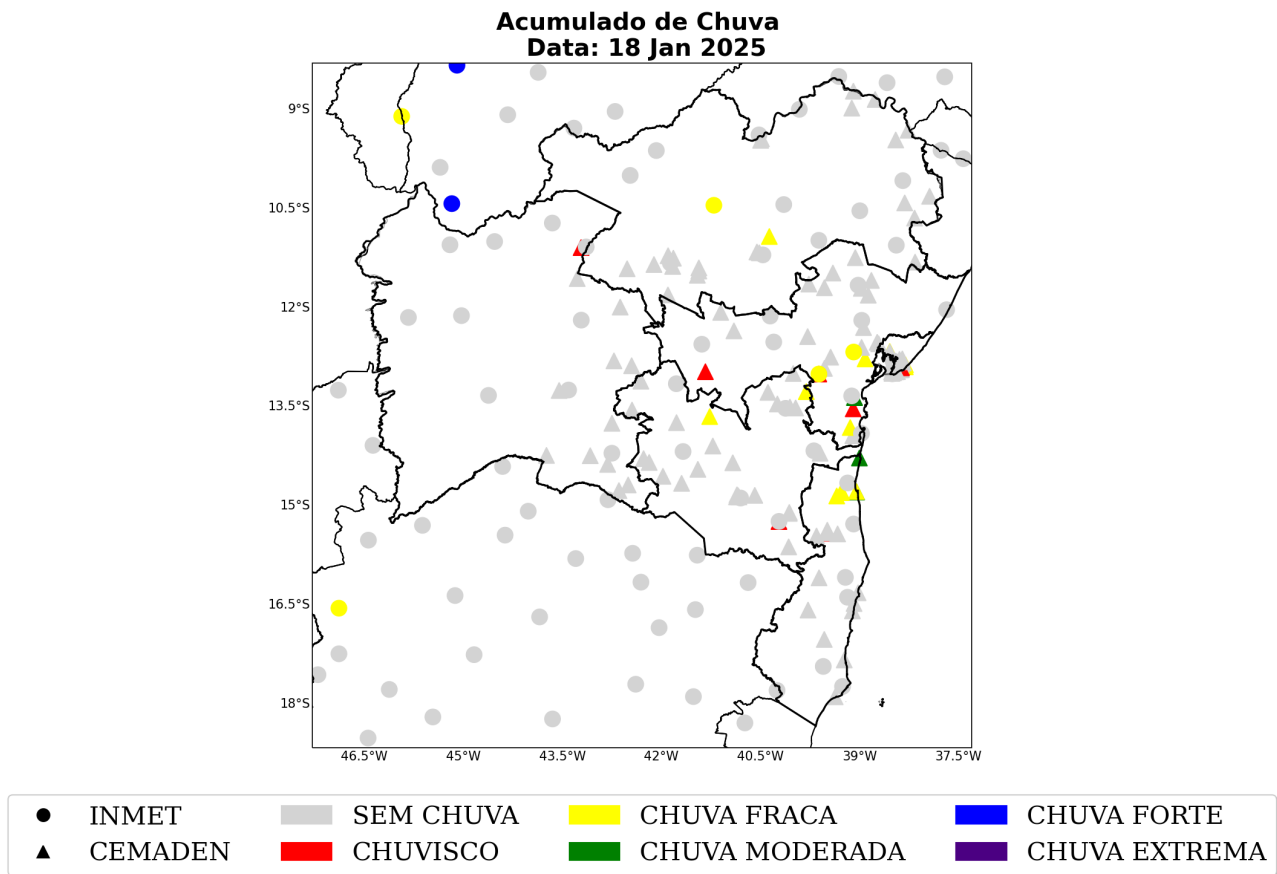 Acumulado de Chuva
Data: 18 Jan 2025
9°S
10.5°S
12°S
13.5°S
15°S
16.5°S
18°S
46.5°W 45°W 43.5°W 42°W 40.5°W 39°W 37.5°W
INMET SEM CHUVA CHUVA FRACA CHUVA FORTE
CEMADEN CHUVISCO CHUVA MODERADA CHUVA EXTREMA